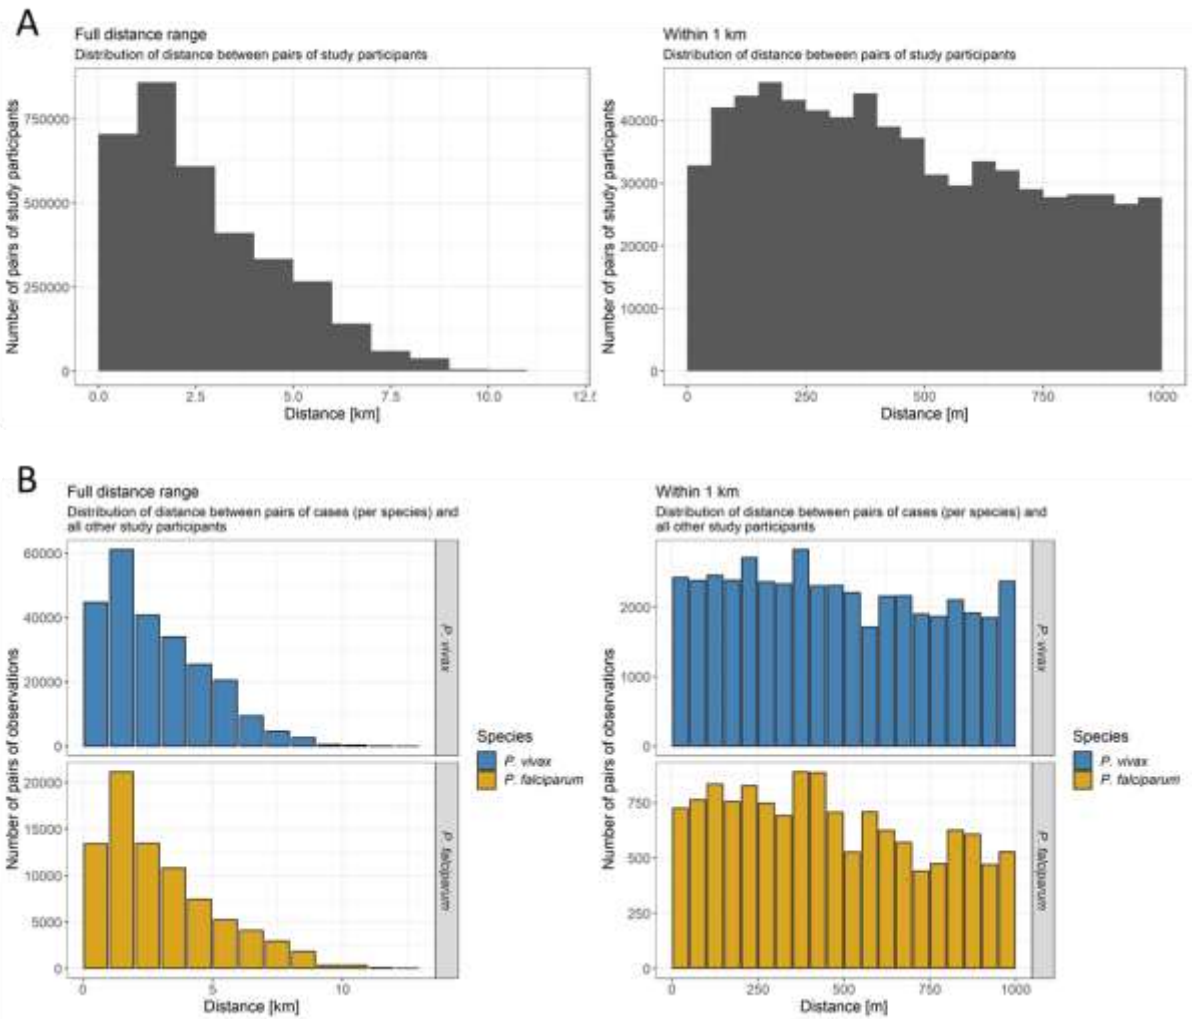 A
Full distance range
Distribution of distance between pairs of study participants
Number of pairs of study participants
750000
500000
250000
0
0.0 2.5 5.0 7.5 10.0 12.5
Distance [km]
Within 1 km
Distribution of distance between pairs of study participants
Number of pairs of study participants
40000
30000
20000
10000
0
0 250 500 750 1000
Distance [m]
B
Full distance range
Distribution of distance between pairs of cases (per species) and
all other study participants
Number of pairs of observations
60000
40000
20000
0
P. vivax
20000
15000
10000
5000
0
P. falciparum
0 5 10
Distance [km]
Species
P. vivax
P. falciparum
Within 1 km
Distribution of distance between pairs of cases (per species) and
all other study participants
Number of pairs of observations
2000
1000
0
P. vivax
750
500
250
0
P. falciparum
0 250 500 750 1000
Distance [m]
Species
P. vivax
P. falciparum